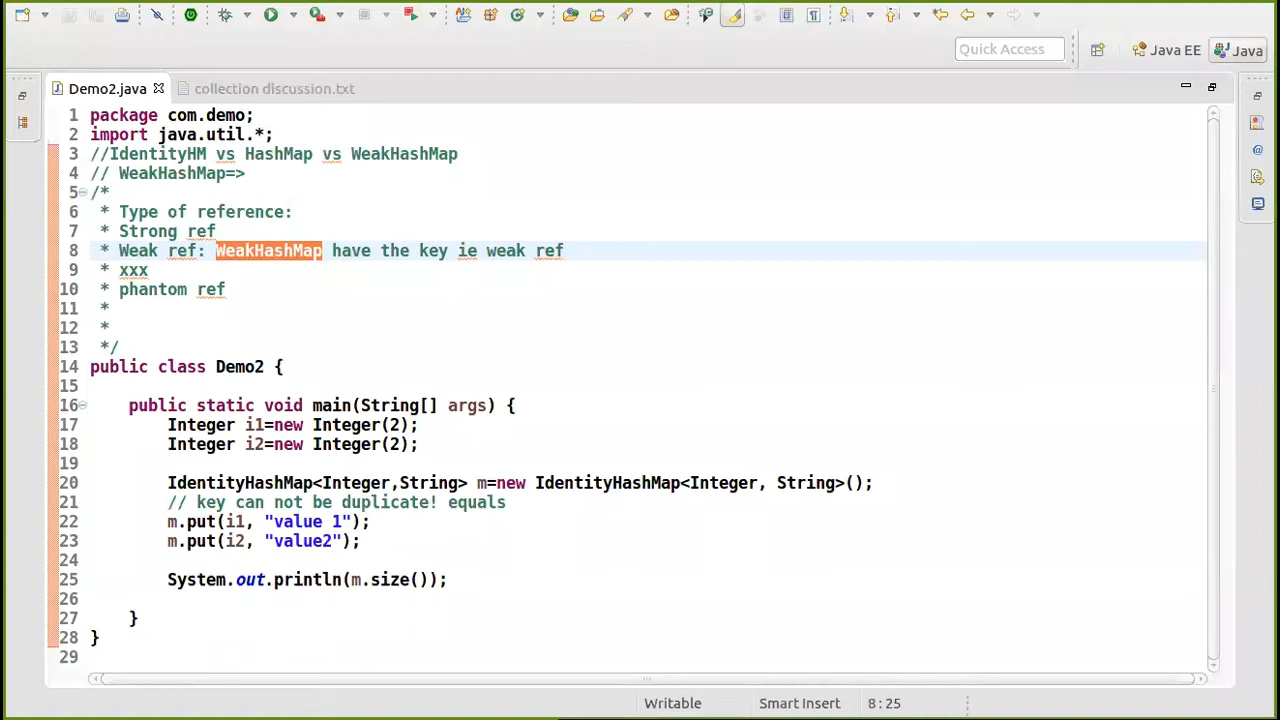 Quick Access
Java EE
Java
Demo2.java
collection discussion.txt
1 package com.demo;
2 import java.util.*;
3 //IdentityHM vs HashMap vs WeakHashMap
4 // WeakHashMap=>
5 /*
6  * Type of reference:
7  * Strong ref
8  * Weak ref: WeakHashMap have the key ie weak ref
9  * xxx
10  * phantom ref
11  *
12  *
13  */
14 public class Demo2 {
15
16     public static void main(String[] args) {
17         Integer i1=new Integer(2);
18         Integer i2=new Integer(2);
19
20         IdentityHashMap<Integer,String> m=new IdentityHashMap<Integer, String>();
21         // key can not be duplicate! equals
22         m.put(i1, "value 1");
23         m.put(i2, "value2");
24
25         System.out.println(m.size());
26
27     }
28 }
29
Writable
Smart Insert
8:25